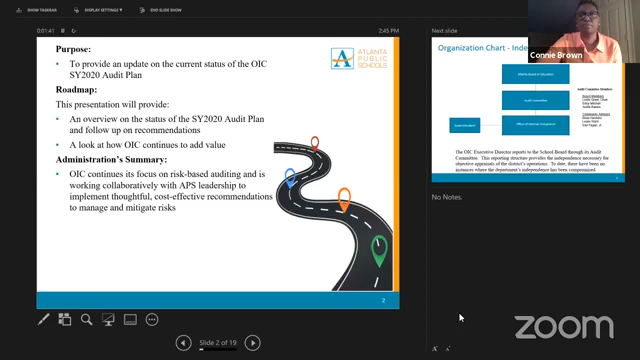 SHOW TASKBAR
DISPLAY SETTINGS
END SLIDE SHOW
0:01:41
2:45 PM
Purpose:
• To provide an update on the current status of the OIC
SY2020 Audit Plan
Roadmap:
This presentation will provide:
• An overview on the status of the SY2020 Audit Plan
and follow up on recommendations
• A look at how OIC continues to add value
Administration's Summary:
• OIC continues its focus on risk-based auditing and is
working collaboratively with APS leadership to
implement thoughtful, cost-effective recommendations
to manage and mitigate risks
ATLANTA
PUBLIC
SCHOOLS
2
Slide 2 of 19
Next slide
Organization Chart - Inde
Connie Brown
Atlanta Board of Education
Audit Committee
Office of Internal Compliance
Superintendent
Audit Committee Members
Board Members
Community Advisors
The OIC Executive Director reports to the School Board through its Audit
Committee. This reporting structure provides the independence necessary for
objective appraisals of the district's operations. To date, there have been no
instances where the department's independence has been compromised.
No Notes.
zoom